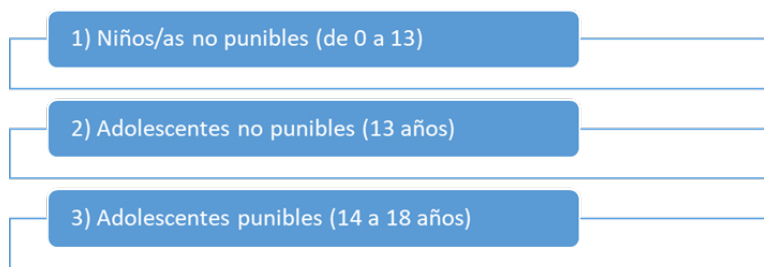 1) Niños/as no punibles (de 0 a 13)
2) Adolescentes no punibles (13 años)
3) Adolescentes punibles (14 a 18 años)